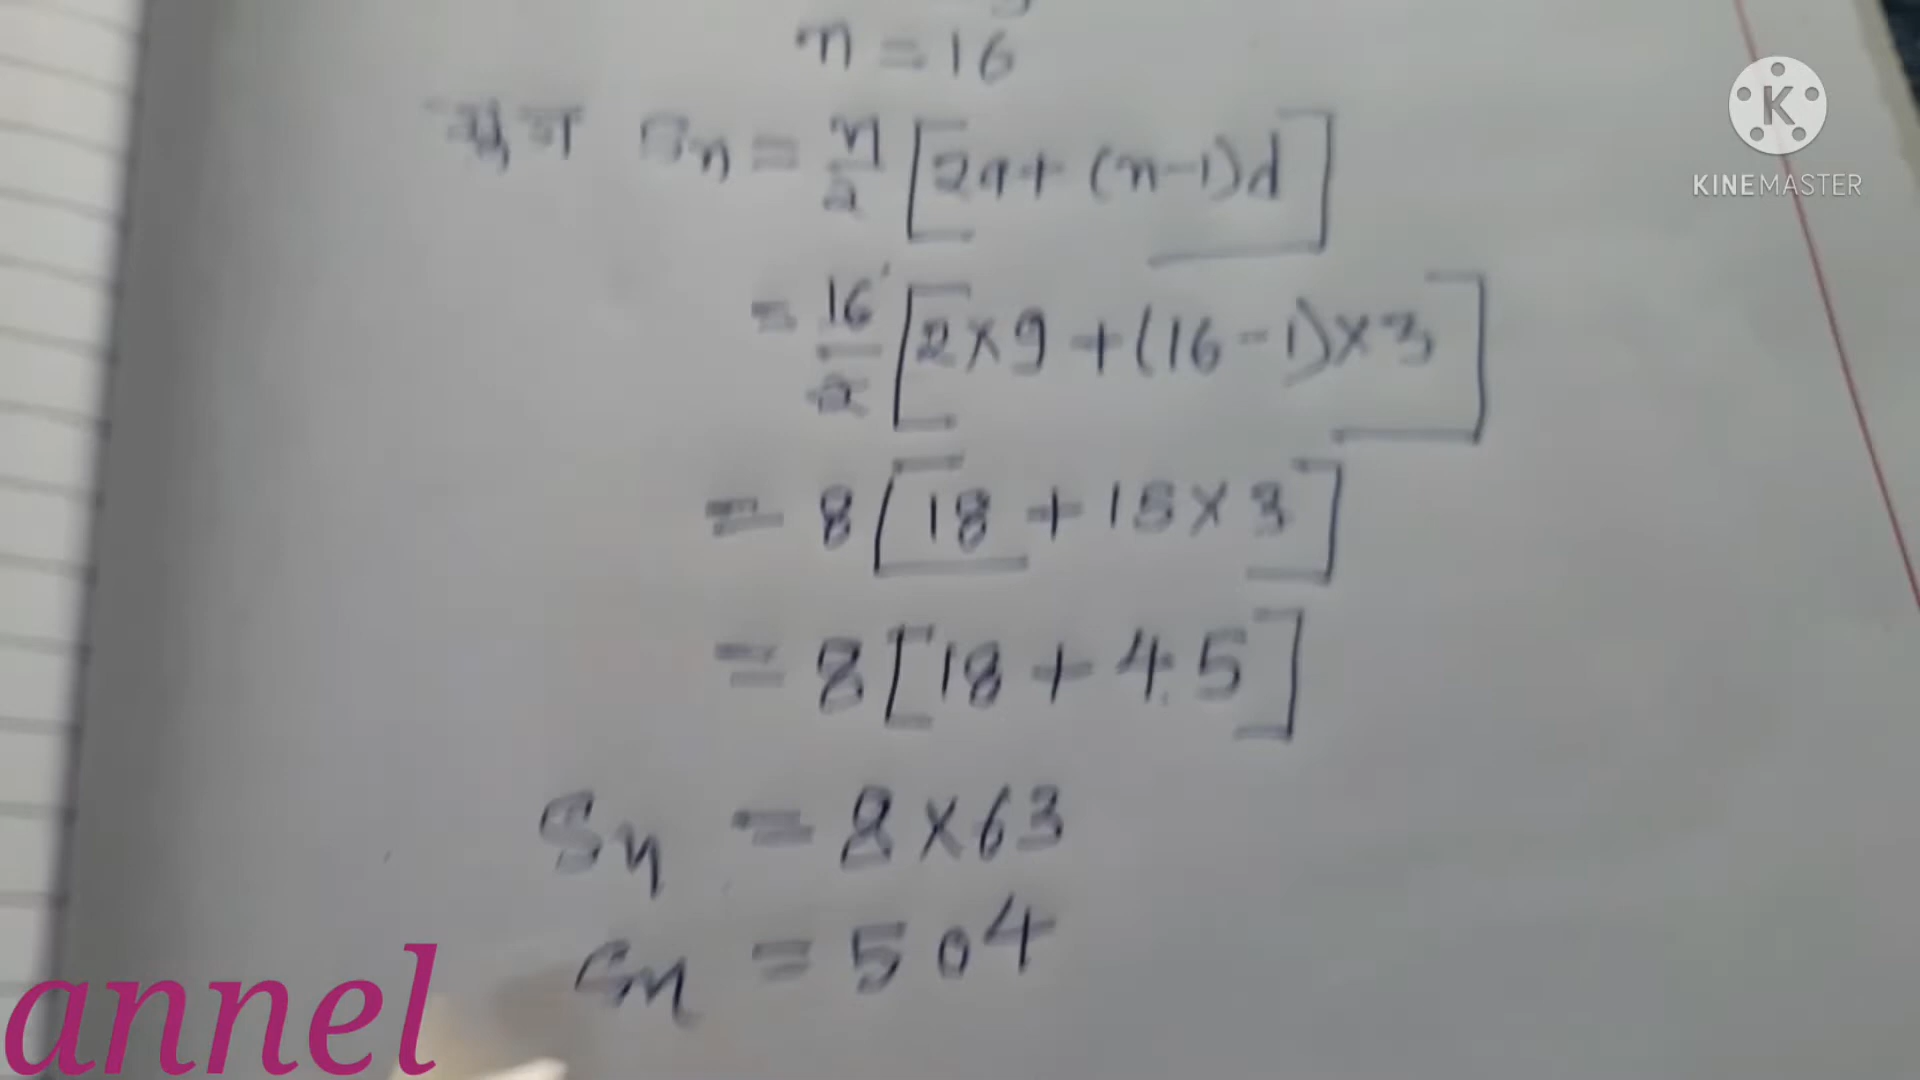 n = 16
सूत्र Sn = n/2 [2a + (n-1)d]
= 16/2 [2×9 + (16-1)×3]
= 8[18 + 15×3]
= 8[18 + 45]
Sn = 8×63
Sn = 504
annel
K
KINEMASTER